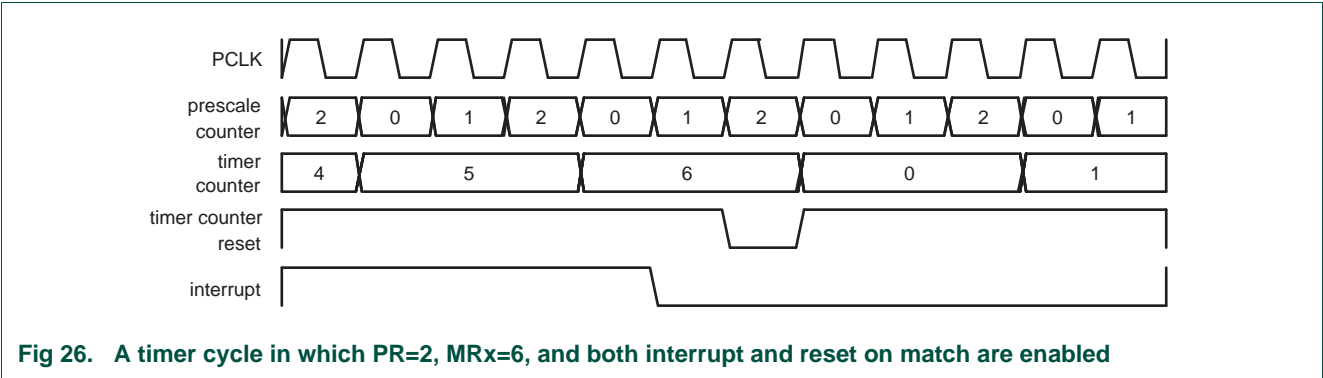 PCLK
prescale
counter
2 0 1 2 0 1 2 0 1 2 0 1
timer
counter
4 5 6 0 1
timer counter
reset
interrupt
Fig 26. A timer cycle in which PR=2, MRx=6, and both interrupt and reset on match are enabled